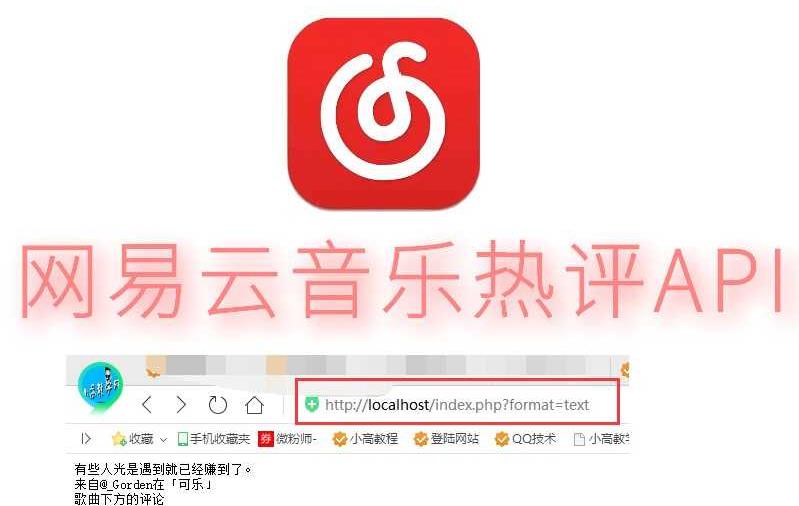 网易云音乐热评API
http://localhost/index.php?format=text
收藏 手机收藏夹 券 微粉师- 小高教程 登陆网站 QQ技术 小高教学
有些人光是遇到就已经赚到了。
来自@_Gorden在「可乐」
歌曲下方的评论